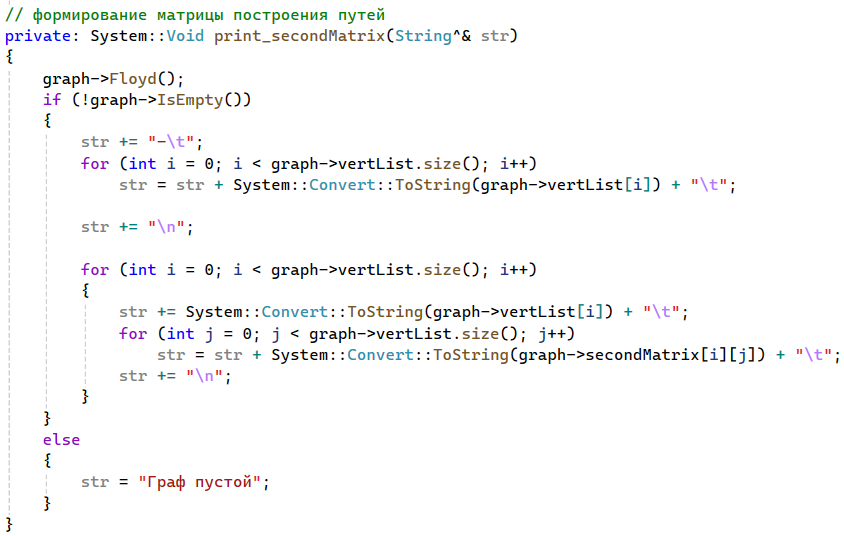 // формирование матрицы построения путей
private: System::Void print_secondMatrix(String^& str)
{
    graph->Floyd();
    if (!graph->IsEmpty())
    {
        str += "-\t";
        for (int i = 0; i < graph->vertList.size(); i++)
            str = str + System::Convert::ToString(graph->vertList[i]) + "\t";

        str += "\n";

        for (int i = 0; i < graph->vertList.size(); i++)
        {
            str += System::Convert::ToString(graph->vertList[i]) + "\t";
            for (int j = 0; j < graph->vertList.size(); j++)
                str = str + System::Convert::ToString(graph->secondMatrix[i][j]) + "\t";
            str += "\n";
        }
    }
    else
    {
        str = "Граф пустой";
    }
}